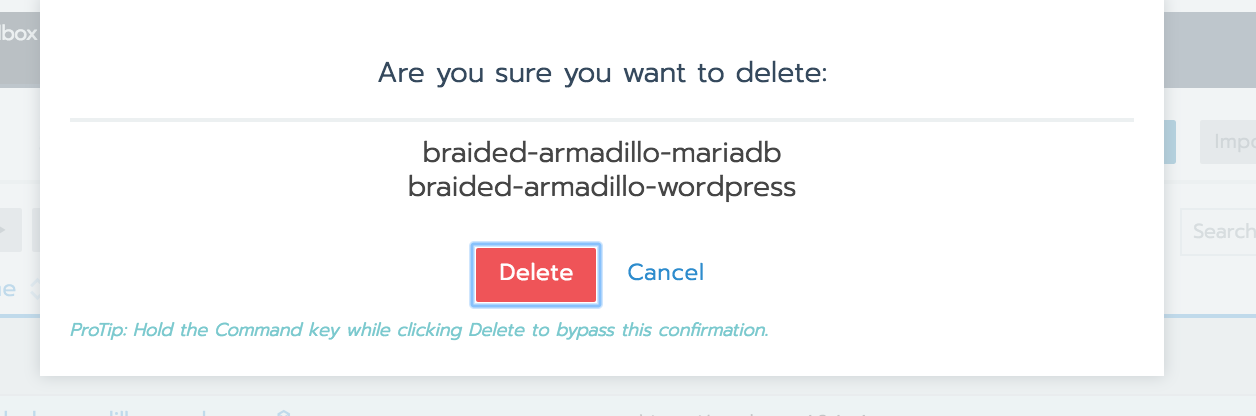 Are you sure you want to delete:
braided-armadillo-mariadb
braided-armadillo-wordpress
Delete
Cancel
Search
ProTip: Hold the Command key while clicking Delete to bypass this confirmation.